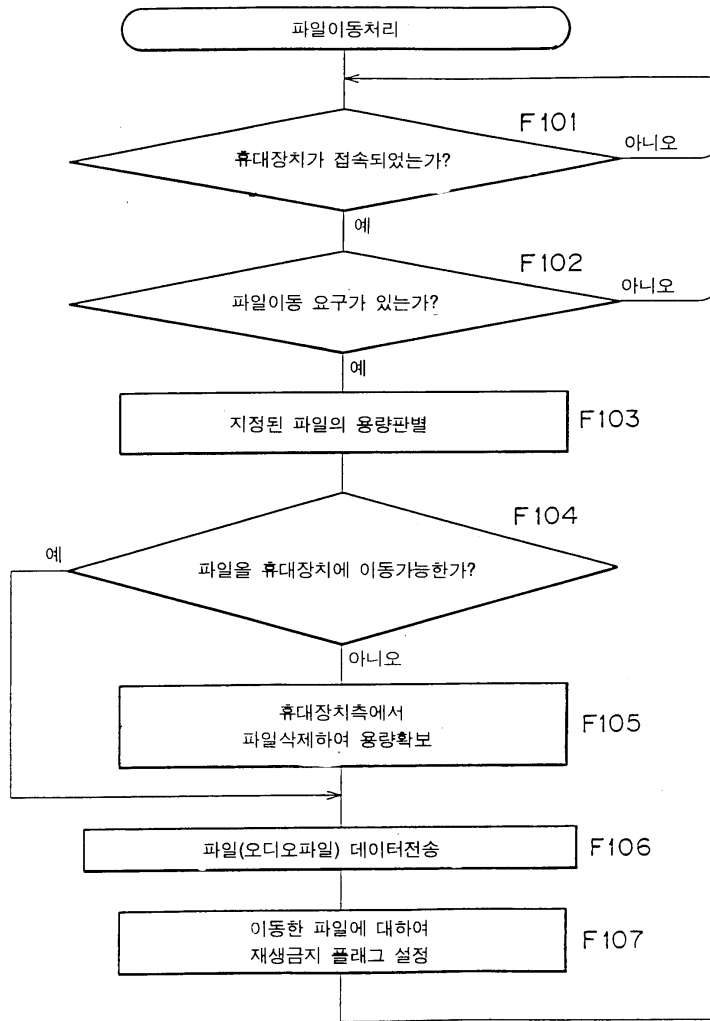 파일이동처리
F101
휴대장치가 접속되었는가?
아니오
예
F102
파일이동 요구가 있는가?
아니오
예
지정된 파일의 용량판별
F103
F104
예
파일올 휴대장치에 이동가능한가?
아니오
휴대장치측에서
파일삭제하여 용량확보
F105
파일(오디오파일) 데이터전송
F106
이동한 파일에 대하여
재생금지 플래그 설정
F107